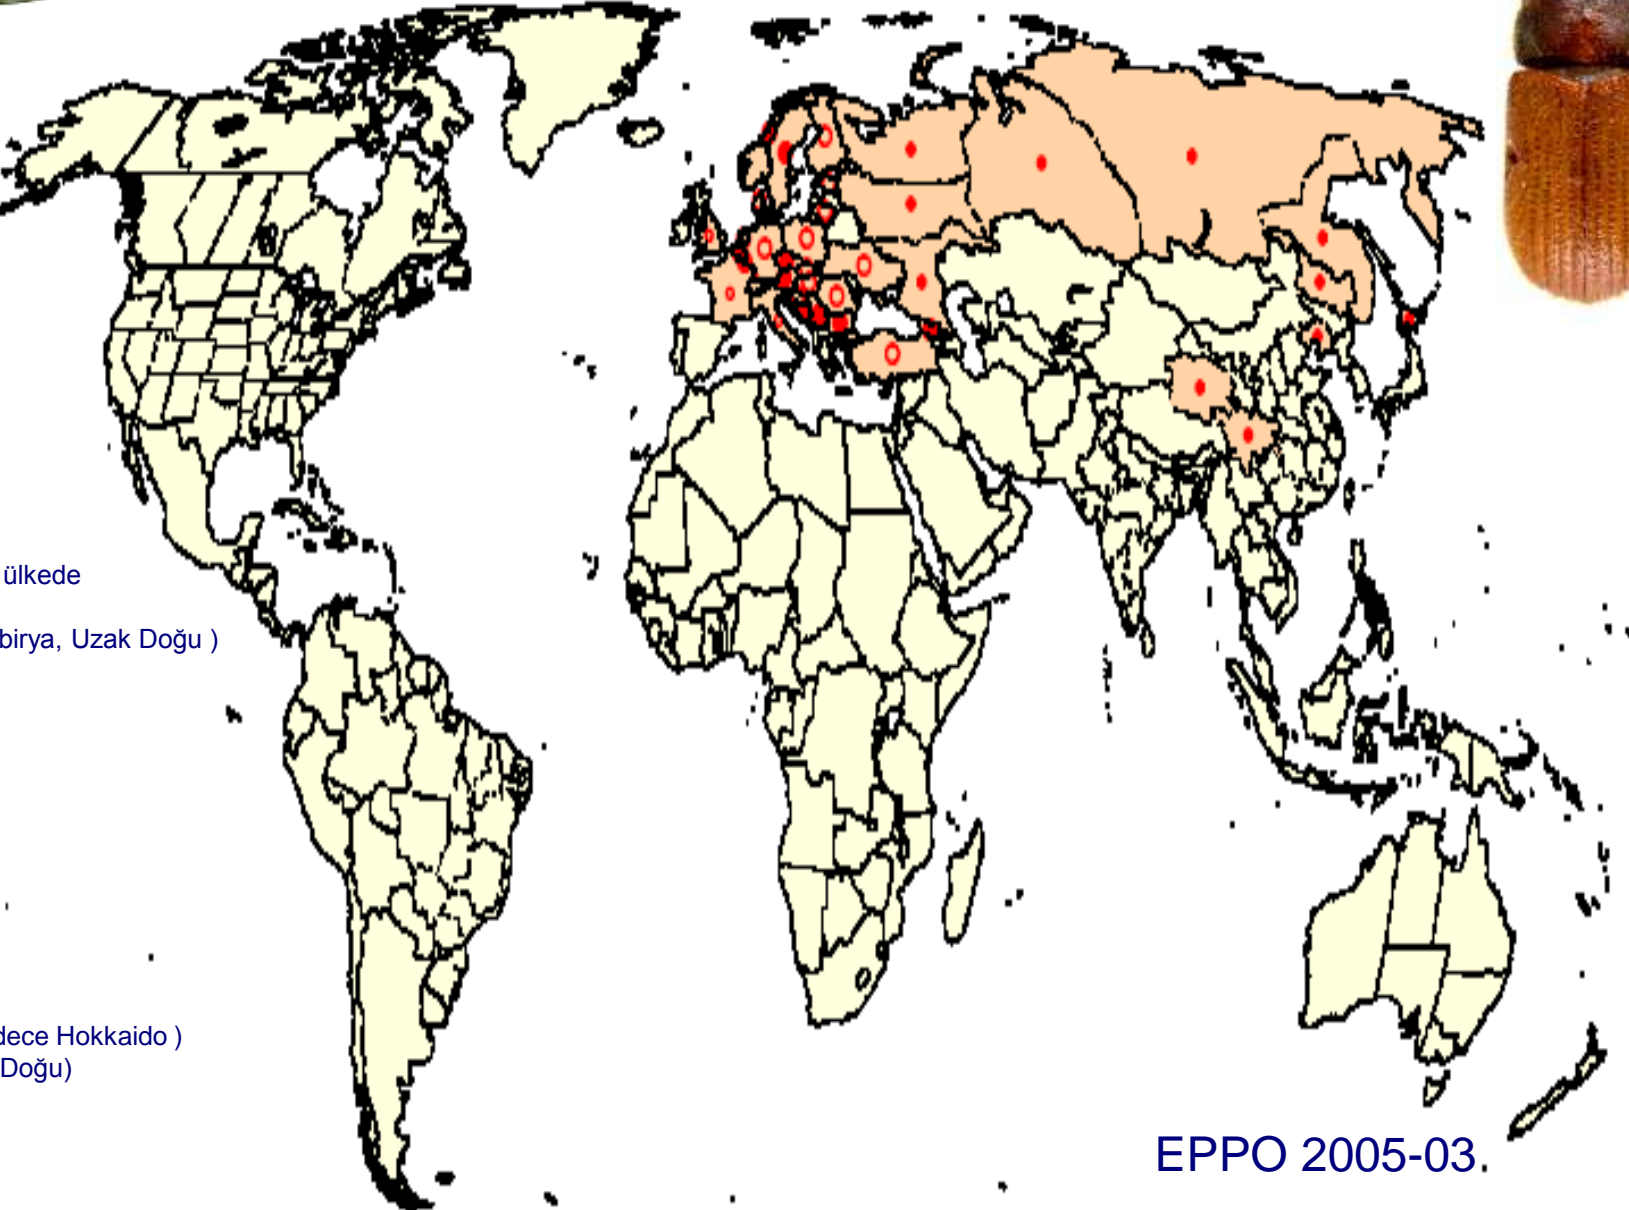 ülkede
birya, Uzak Doğu )
dece Hokkaido )
Doğu)
EPPO 2005-03.